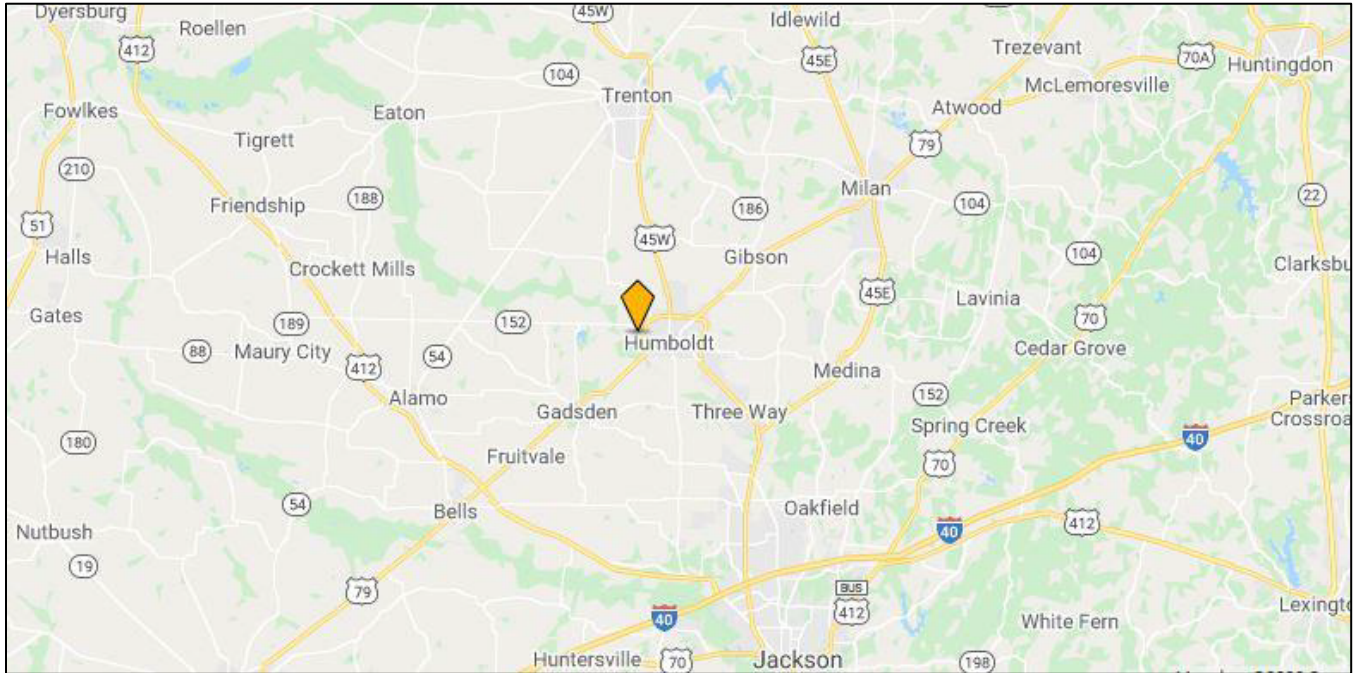 Dyersburg
45W
Idlewild
Roellen
412
Trezevant
70A
Huntingdon
104
45E
McLemoresville
Trenton
Fowlkes
Eaton
Atwood
Tigrett
79
210
Milan
188
104
22
Friendship
186
51
45W
Halls
Gibson
104
Clarksbu
Crockett Mills
45E
Lavinia
Gates
152
189
70
Humboldt
88
Maury City
54
Cedar Grove
412
Medina
Alamo
152
Parkers
Crossroa
Gadsden
Three Way
Spring Creek
180
40
Fruitvale
70
54
Bells
Oakfield
412
Nutbush
40
19
79
BUS
412
40
White Fern
Lexingto
Huntersville
70
Jackson
198